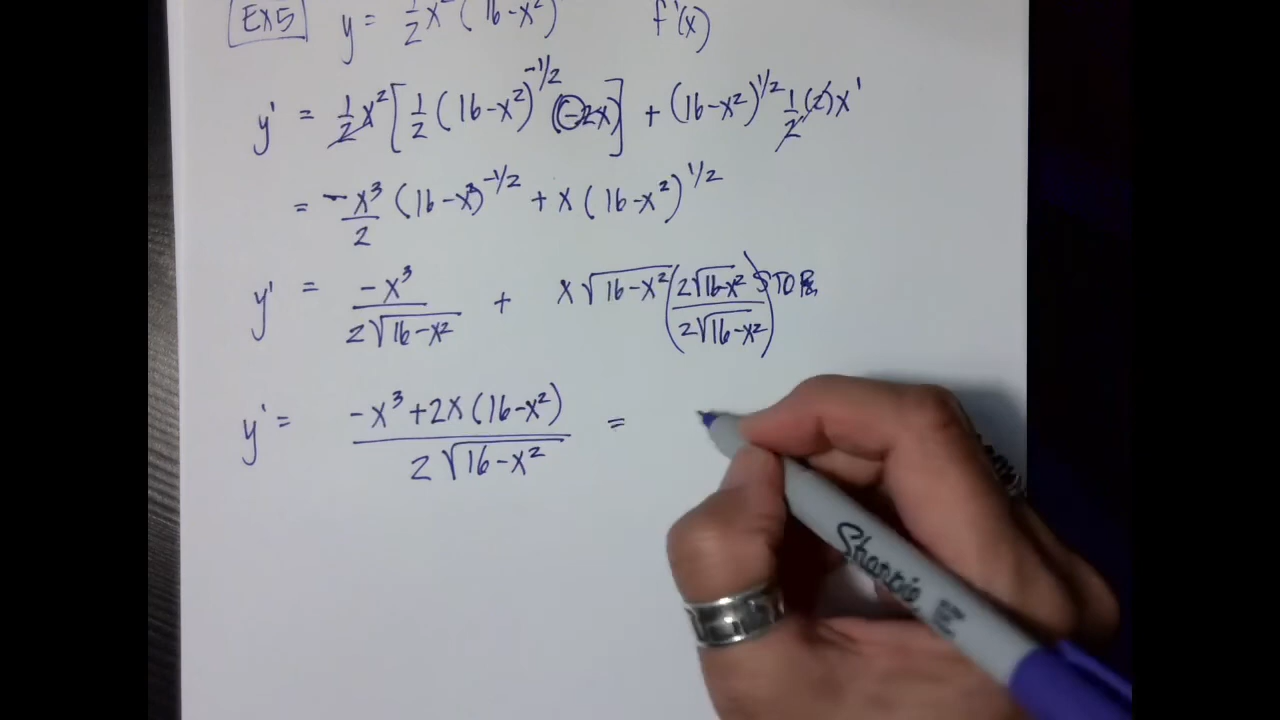 Ex5 y = 1/2 x² (16-x²) f'(x)
y' = 1/2 x² [1/2 (16-x²)^-1/2 (-2x)] + (16-x²)^1/2 1/2 (2)x'
= -x³/2 (16-x²)^-1/2 + x (16-x²)^1/2
y' = -x³/(2√(16-x²)) + x√(16-x²) (2√(16-x²)/(2√(16-x²))) STOP
y' = (-x³+2x(16-x²))/(2√(16-x²)) =
Sharpie